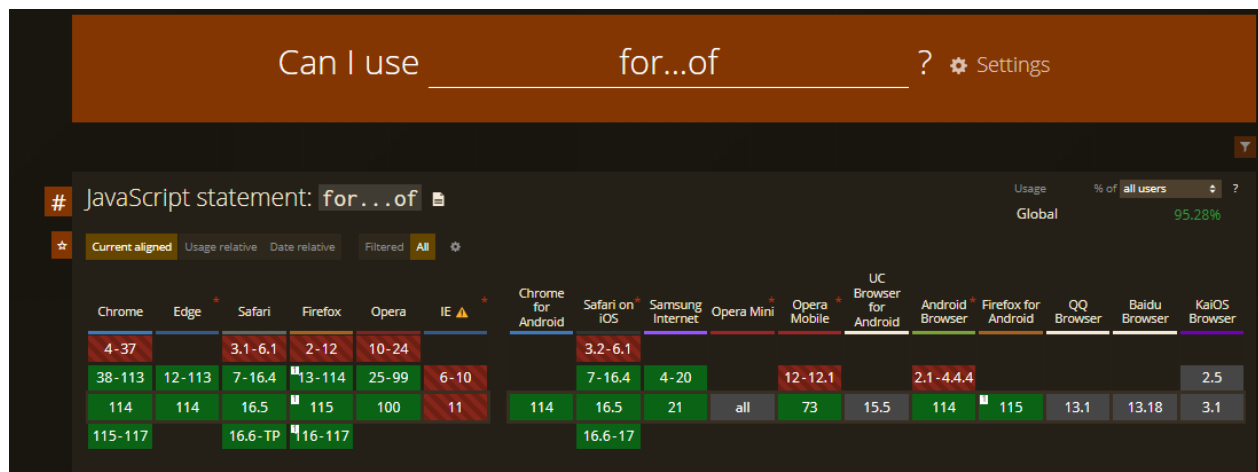 Can I use for...of ? Settings
# JavaScript statement: for...of
Usage % of all users ?
Global 95.28%
Current aligned Usage relative Date relative Filtered All
Chrome Edge * Safari Firefox Opera IE * Chrome for Android Safari on iOS * Samsung Internet Opera Mini * Opera Mobile * UC Browser for Android Android Browser * Firefox for Android QQ Browser Baidu Browser KaiOS Browser
4-37 3.1-6.1 2-12 10-24 3.2-6.1
38-113 12-113 7-16.4 1 13-114 25-99 6-10 7-16.4 4-20 12-12.1 2.1-4.4.4 2.5
114 114 16.5 1 115 100 11 114 16.5 21 all 73 15.5 114 1 115 13.1 13.18 3.1
115-117 16.6-TP 1 116-117 16.6-17